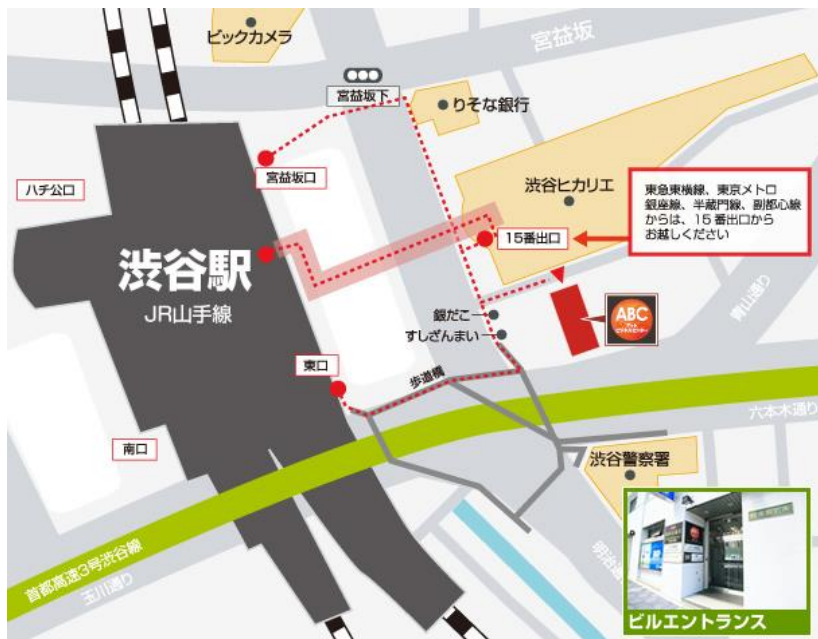 ビックカメラ
宮益坂
宮益坂下
りそな銀行
宮益坂口
ハチ公口
渋谷ヒカリエ
東急東横線、東京メトロ
銀座線、半蔵門線、副都心線
からは、15 番出口から
お越しください
15番出口
渋谷駅
JR山手線
銀だこ
すしざんまい
ABC
青山通り
東口
歩道橋
六本木通り
南口
渋谷警察署
首都高速3号渋谷線
玉川通り
明治通
ビルエントランス